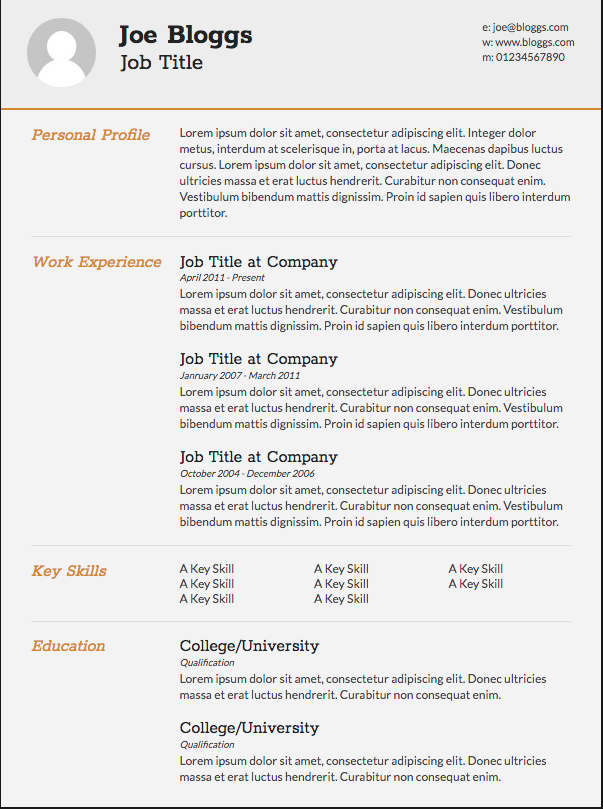 Joe Bloggs
Job Title
e: joe@bloggs.com
w: www.bloggs.com
m: 01234567890
Personal Profile
Lorem ipsum dolor sit amet, consectetur adipiscing elit. Integer dolor
metus, interdum at scelerisque in, porta at lacus. Maecenas dapibus luctus
cursus. Lorem ipsum dolor sit amet, consectetur adipiscing elit. Donec
ultricies massa et erat luctus hendrerit. Curabitur non consequat enim.
Vestibulum bibendum mattis dignissim. Proin id sapien quis libero interdum
porttitor.
Work Experience
Job Title at Company
April 2011 - Present
Lorem ipsum dolor sit amet, consectetur adipiscing elit. Donec ultricies
massa et erat luctus hendrerit. Curabitur non consequat enim. Vestibulum
bibendum mattis dignissim. Proin id sapien quis libero interdum porttitor.
Job Title at Company
Janruary 2007 - March 2011
Lorem ipsum dolor sit amet, consectetur adipiscing elit. Donec ultricies
massa et erat luctus hendrerit. Curabitur non consequat enim. Vestibulum
bibendum mattis dignissim. Proin id sapien quis libero interdum porttitor.
Job Title at Company
October 2004 - December 2006
Lorem ipsum dolor sit amet, consectetur adipiscing elit. Donec ultricies
massa et erat luctus hendrerit. Curabitur non consequat enim. Vestibulum
bibendum mattis dignissim. Proin id sapien quis libero interdum porttitor.
Key Skills
A Key Skill A Key Skill A Key Skill
A Key Skill A Key Skill A Key Skill
A Key Skill A Key Skill
Education
College/University
Qualification
Lorem ipsum dolor sit amet, consectetur adipiscing elit. Donec ultricies
massa et erat luctus hendrerit. Curabitur non consequat enim.
College/University
Qualification
Lorem ipsum dolor sit amet, consectetur adipiscing elit. Donec ultricies
massa et erat luctus hendrerit. Curabitur non consequat enim.